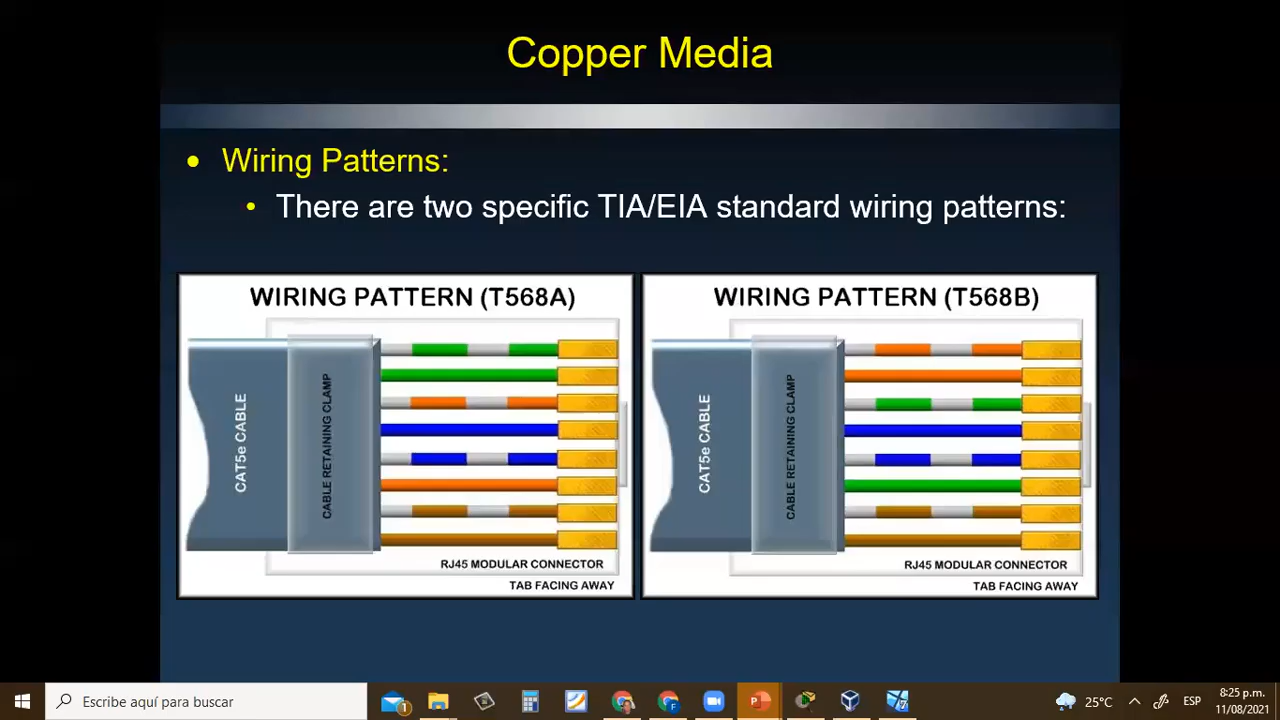 Copper Media
• Wiring Patterns:
• There are two specific TIA/EIA standard wiring patterns:
WIRING PATTERN (T568A)
CAT5e CABLE
CABLE RETAINING CLAMP
RJ45 MODULAR CONNECTOR
TAB FACING AWAY
WIRING PATTERN (T568B)
CAT5e CABLE
CABLE RETAINING CLAMP
RJ45 MODULAR CONNECTOR
TAB FACING AWAY
Escribe aquí para buscar
1
7
25°C
ESP
8:25 p.m.
11/08/2021